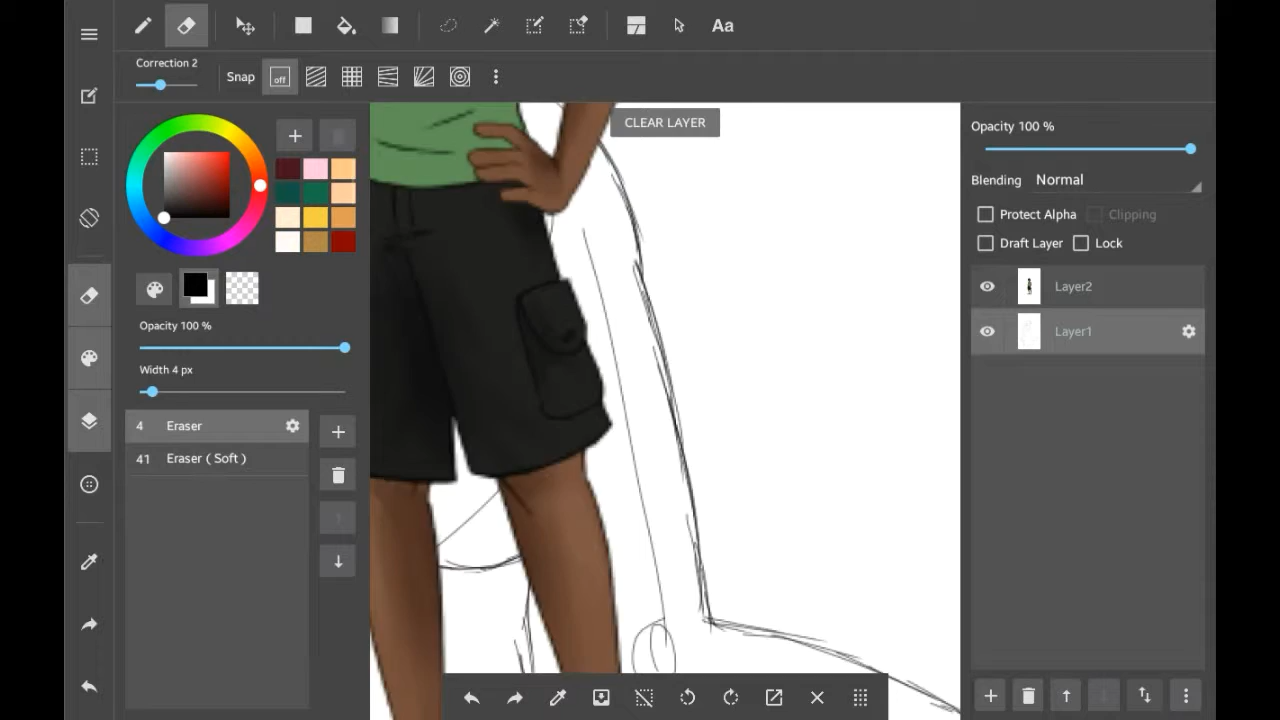 Aa
Correction 2
Snap
off
CLEAR LAYER
Opacity 100 %
Width 4 px
4 Eraser
41 Eraser ( Soft )
Opacity 100 %
Blending Normal
Protect Alpha Clipping
Draft Layer Lock
Layer2
Layer1